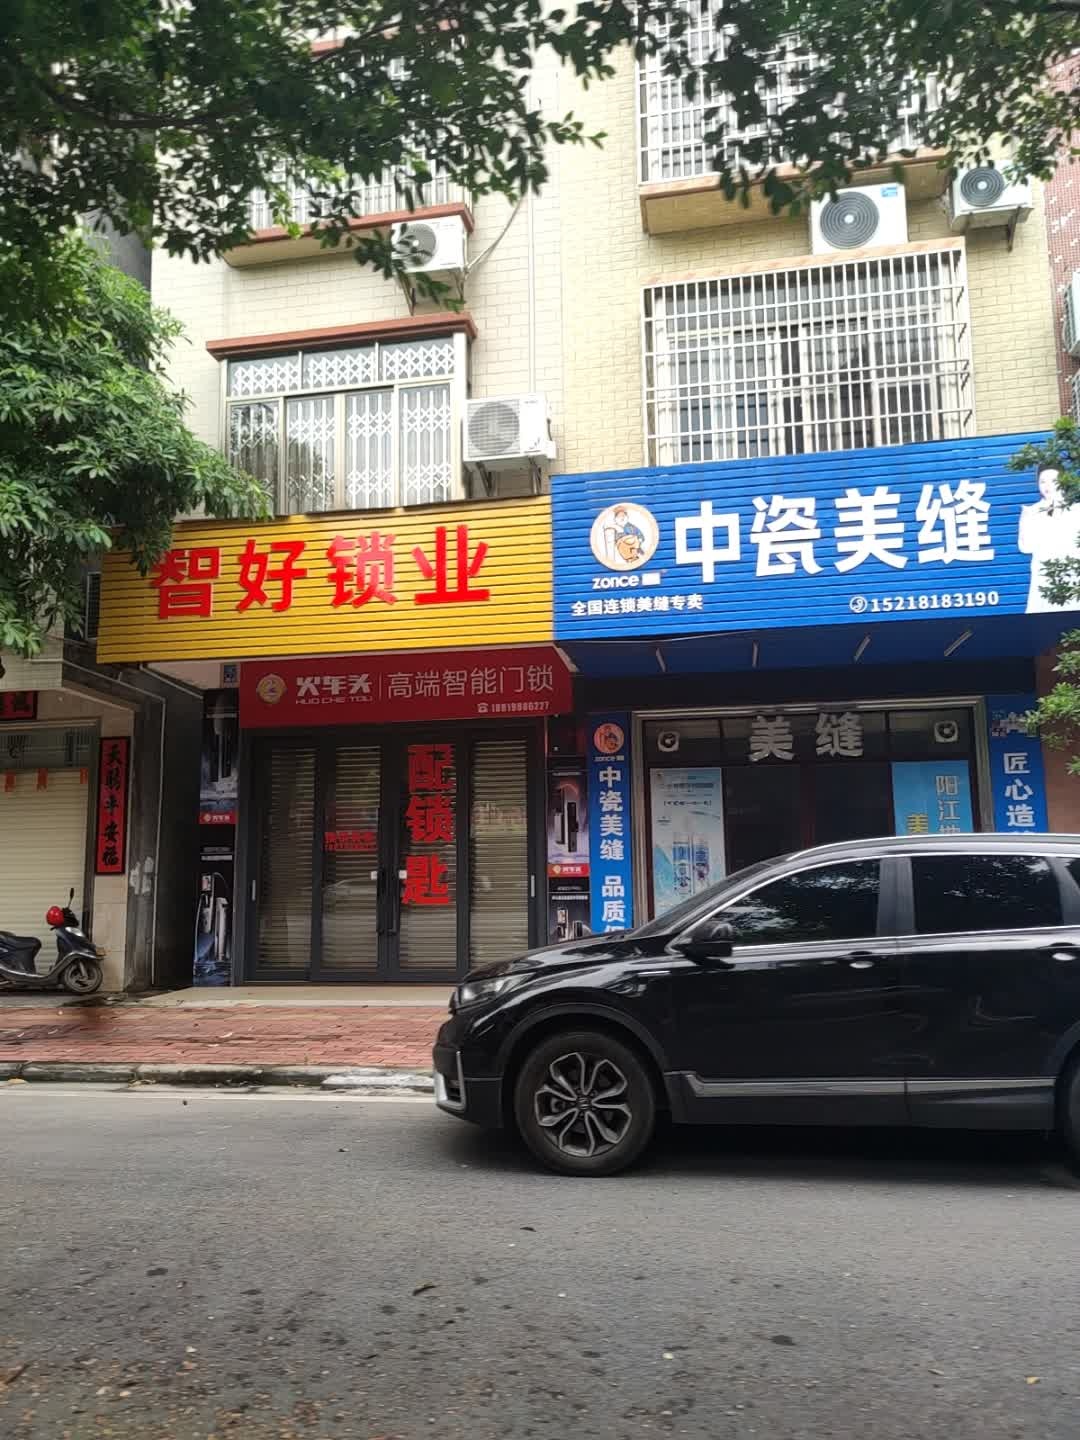 智好锁业
火车头
HUO CHE TOU
高端智能门锁
配锁匙
天赐平安福
zonce
中瓷美缝
全国连锁美缝专卖
15218183190
美缝
zonce
中瓷美缝 品质
阳江
美
匠心造